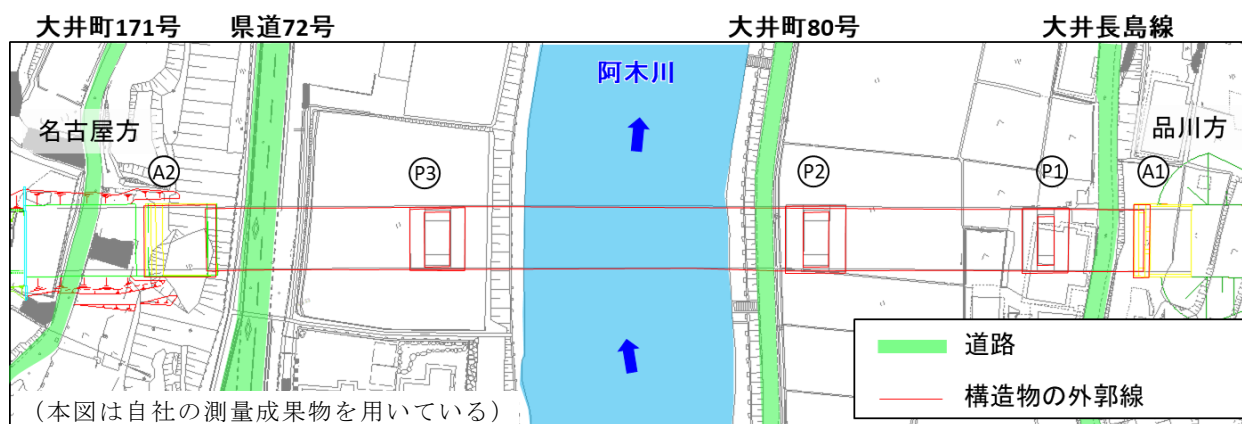 大井町171号
県道72号
大井町80号
大井長島線
阿木川
名古屋方
品川方
A2
P3
P2
P1
A1
道路
構造物の外郭線
（本図は自社の測量成果物を用いている）